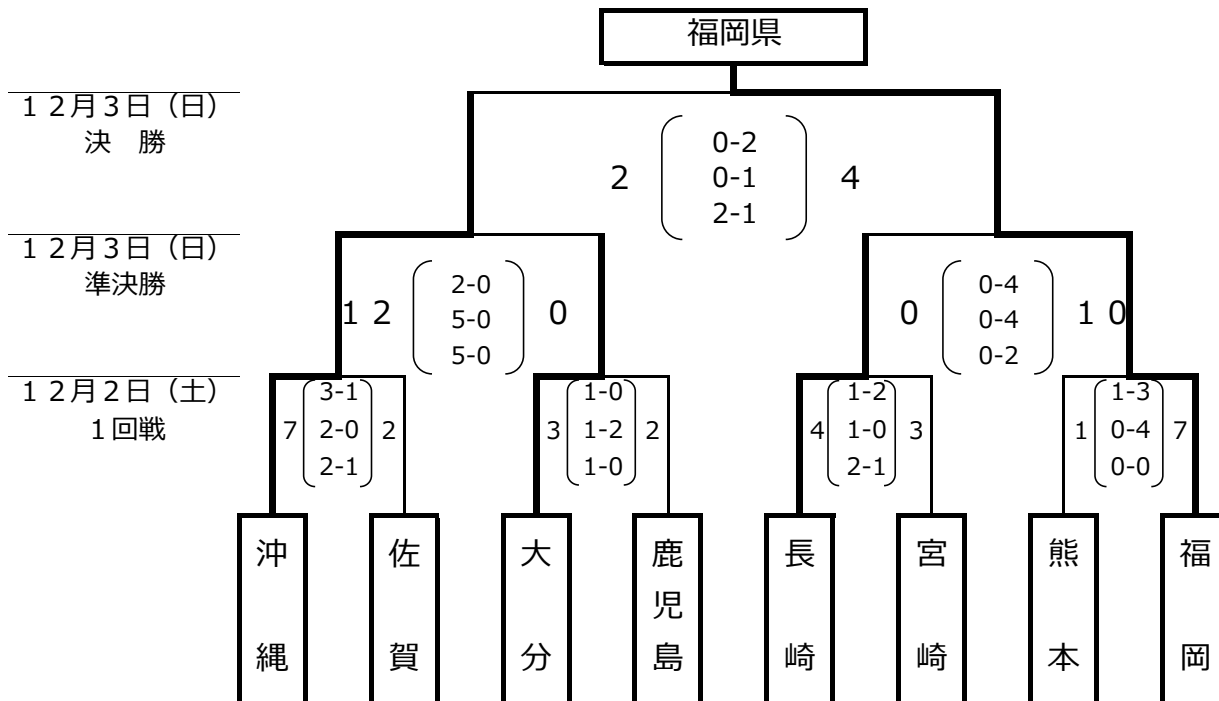 福岡県
１２月３日（日）
決　勝
2
0-2
0-1
2-1
4
１２月３日（日）
準決勝
１２
2-0
5-0
5-0
0
0
0-4
0-4
0-2
１０
１２月２日（土）
１回戦
7
3-1
2-0
2-1
2
3
1-0
1-2
1-0
2
4
1-2
1-0
2-1
3
1
1-3
0-4
0-0
7
沖縄
佐賀
大分
鹿児島
長崎
宮崎
熊本
福岡